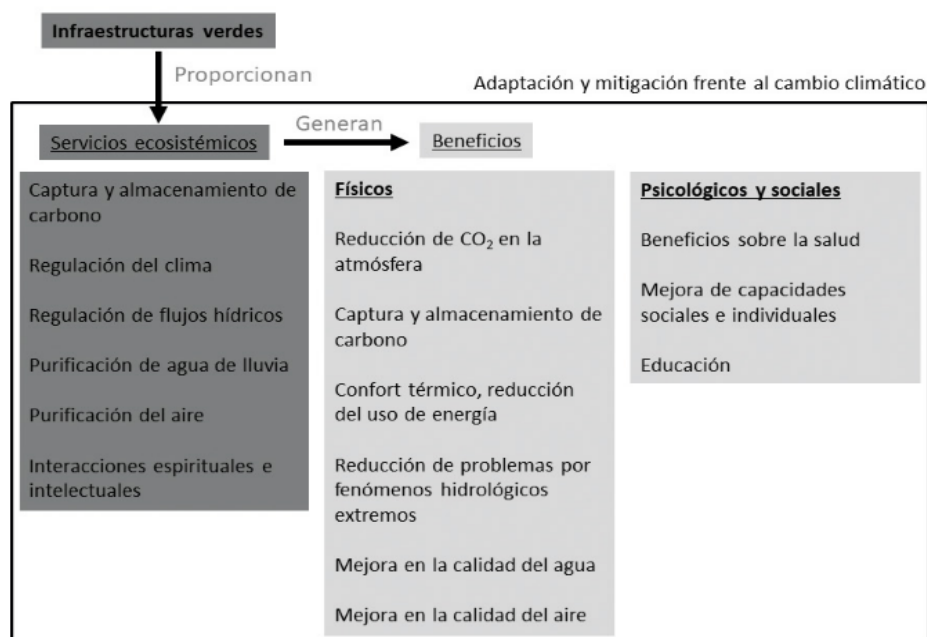 Infraestructuras verdes
Proporcionan
Adaptación y mitigación frente al cambio climático
Servicios ecosistémicos
Generan
Beneficios
Captura y almacenamiento de
carbono
Regulación del clima
Regulación de flujos hídricos
Purificación de agua de lluvia
Purificación del aire
Interacciones espirituales e
intelectuales
Físicos
Reducción de CO₂ en la
atmósfera
Captura y almacenamiento de
carbono
Confort térmico, reducción
del uso de energía
Reducción de problemas por
fenómenos hidrológicos
extremos
Mejora en la calidad del agua
Mejora en la calidad del aire
Psicológicos y sociales
Beneficios sobre la salud
Mejora de capacidades
sociales e individuales
Educación